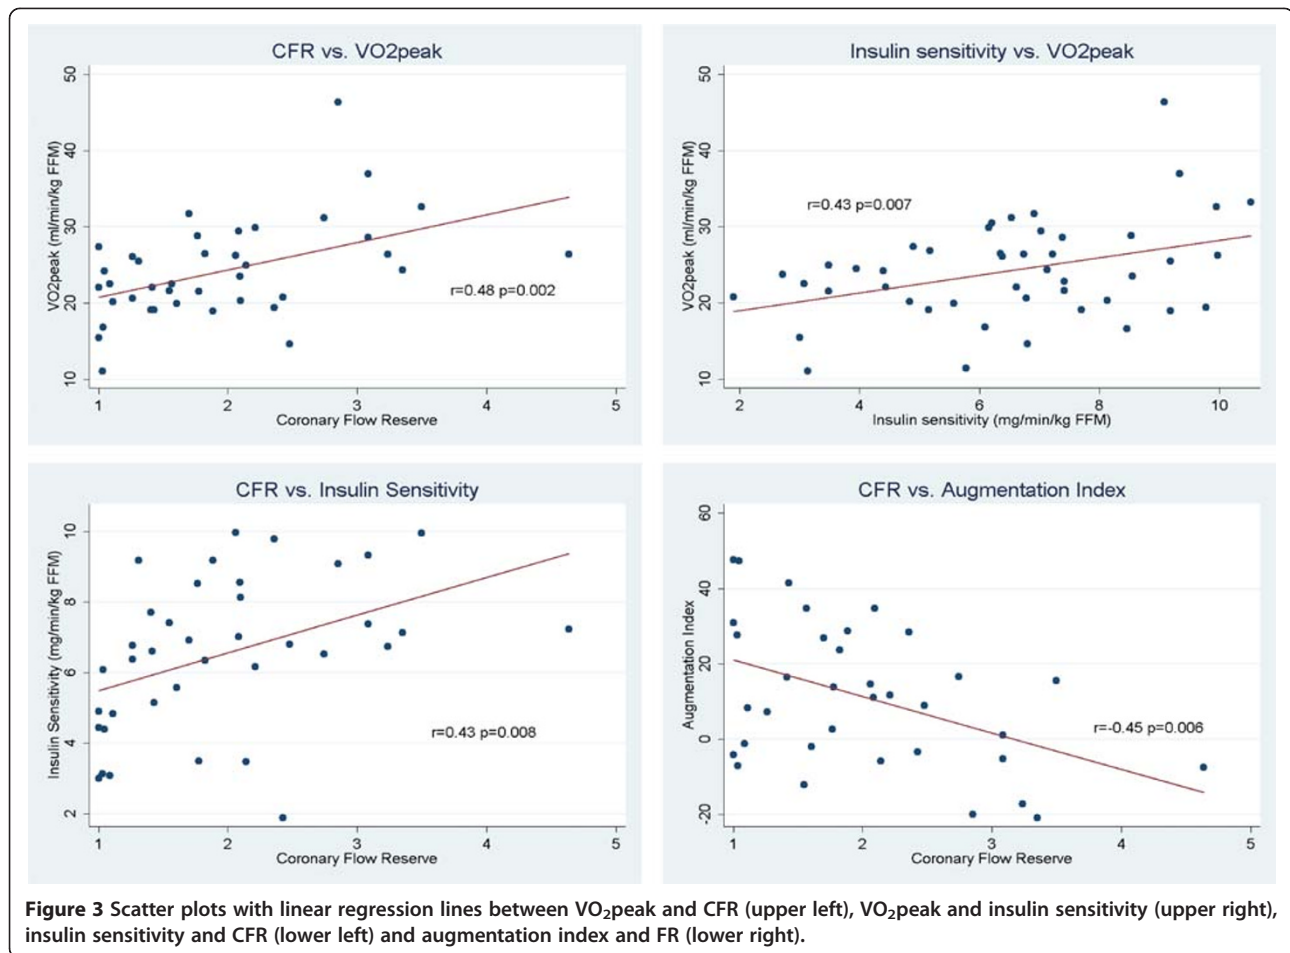 CFR vs. VO2peak
50
40
30
20
10
VO2peak (ml/min/kg FFM)
r=0.48 p=0.002
1 2 3 4 5
Coronary Flow Reserve
Insulin sensitivity vs. VO2peak
50
40
30
20
10
VO2peak (ml/min/kg FFM)
r=0.43 p=0.007
2 4 6 8 10
Insulin sensitivity (mg/min/kg FFM)
CFR vs. Insulin Sensitivity
10
8
6
4
2
Insulin Sensitivity (mg/min/kg FFM)
r=0.43 p=0.008
1 2 3 4 5
Coronary Flow Reserve
CFR vs. Augmentation Index
60
40
20
0
-20
Augmentation Index
r=-0.45 p=0.006
1 2 3 4 5
Coronary Flow Reserve
Figure 3 Scatter plots with linear regression lines between VO₂peak and CFR (upper left), VO₂peak and insulin sensitivity (upper right),
insulin sensitivity and CFR (lower left) and augmentation index and FR (lower right).